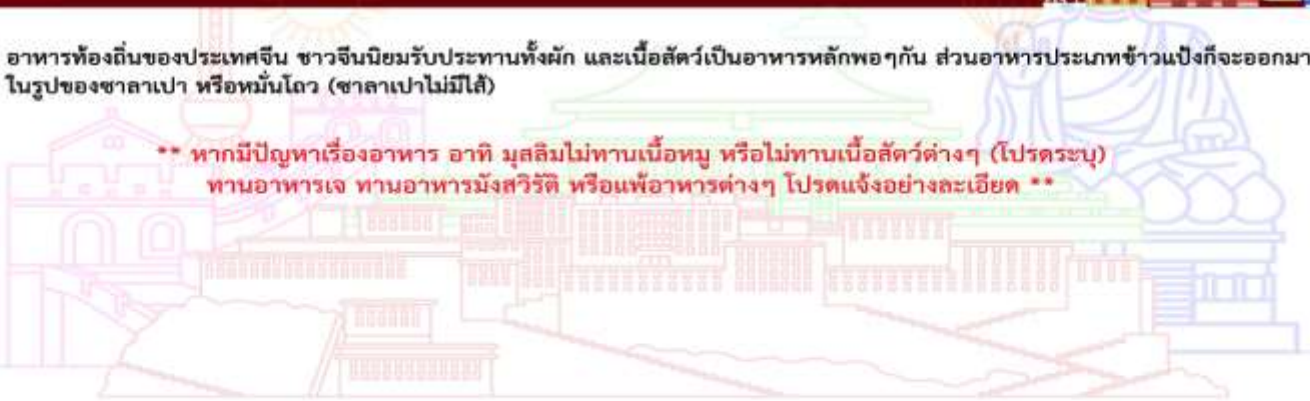 อาหารท้องถิ่นของประเทศจีน ชาวจีนนิยมรับประทานทั้งผัก และเนื้อสัตว์เป็นอาหารหลักพอๆกัน ส่วนอาหารประเภทข้าวแป้งก็จะออกมา
ในรูปของซาลาเปา หรือหมั่นโถว (ซาลาเปาไม่มีไส้)
** หากมีปัญหาเรื่องอาหาร อาทิ มุสลิมไม่ทานเนื้อหมู หรือไม่ทานเนื้อสัตว์ต่างๆ (โปรดระบุ)
ทานอาหารเจ ทานอาหารมังสวิรัติ หรือแพ้อาหารต่างๆ โปรดแจ้งอย่างละเอียด **